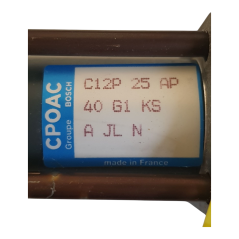 CPOAC
Groupe BOSCH
C12P 25 AP
40 G1 KS
A JL N
made in France